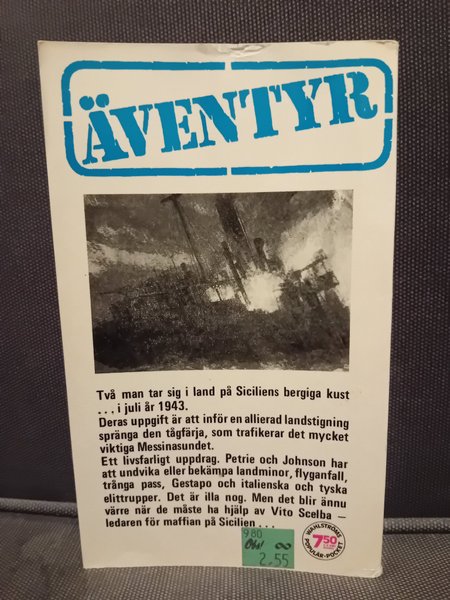 ÄVENTYR
Två man tar sig i land på Siciliens bergiga kust
... i juli år 1943.
Deras uppgift är att inför en allierad landstigning
spränga den tågfärja, som trafikerar det mycket
viktiga Messinasundet.
Ett livsfarligt uppdrag. Petrie och Johnson har
att undvika eller bekämpa landminor, flyganfall,
trånga pass, Gestapo och italienska och tyska
elittrupper. Det är illa nog. Men det blir ännu
värre när de måste ha hjälp av Vito Scelba –
ledaren för maffian på Sicilien ...
980
Obs!
2.55
WAHLSTRÖMS
7.50
POPULÄR-POCKET